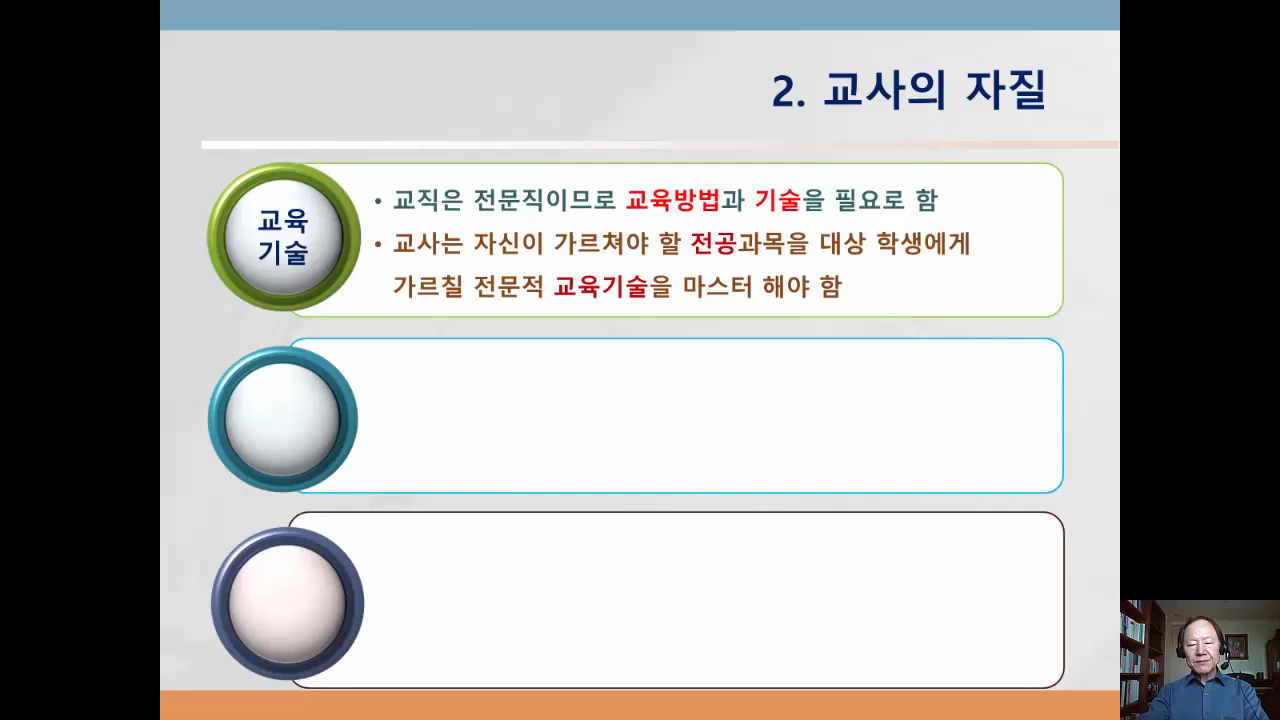 2. 교사의 자질
교육
기술
• 교직은 전문직이므로 교육방법과 기술을 필요로 함
• 교사는 자신이 가르쳐야 할 전공과목을 대상 학생에게
가르칠 전문적 교육기술을 마스터 해야 함